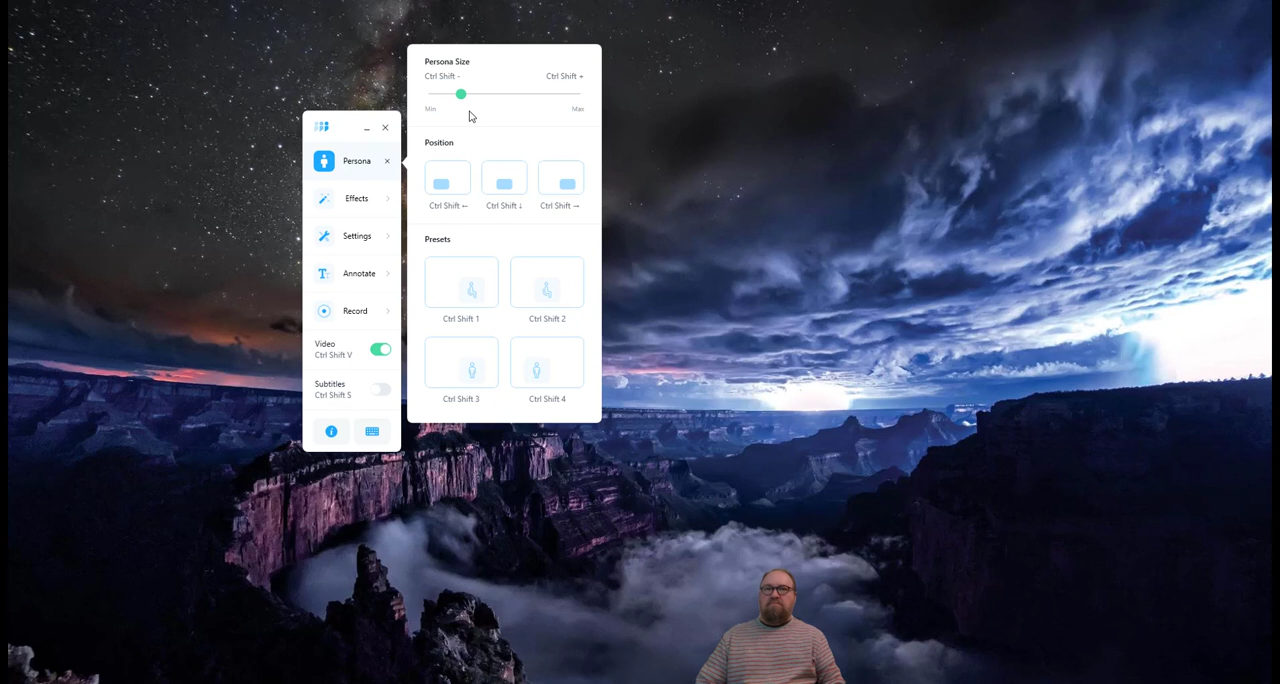 Persona
Effects
Settings
Annotate
Record
Video
Ctrl Shift V
Subtitles
Ctrl Shift S
Persona Size
Ctrl Shift - Ctrl Shift +
Min Max
Position
Ctrl Shift ← Ctrl Shift ↓ Ctrl Shift →
Presets
Ctrl Shift 1 Ctrl Shift 2
Ctrl Shift 3 Ctrl Shift 4